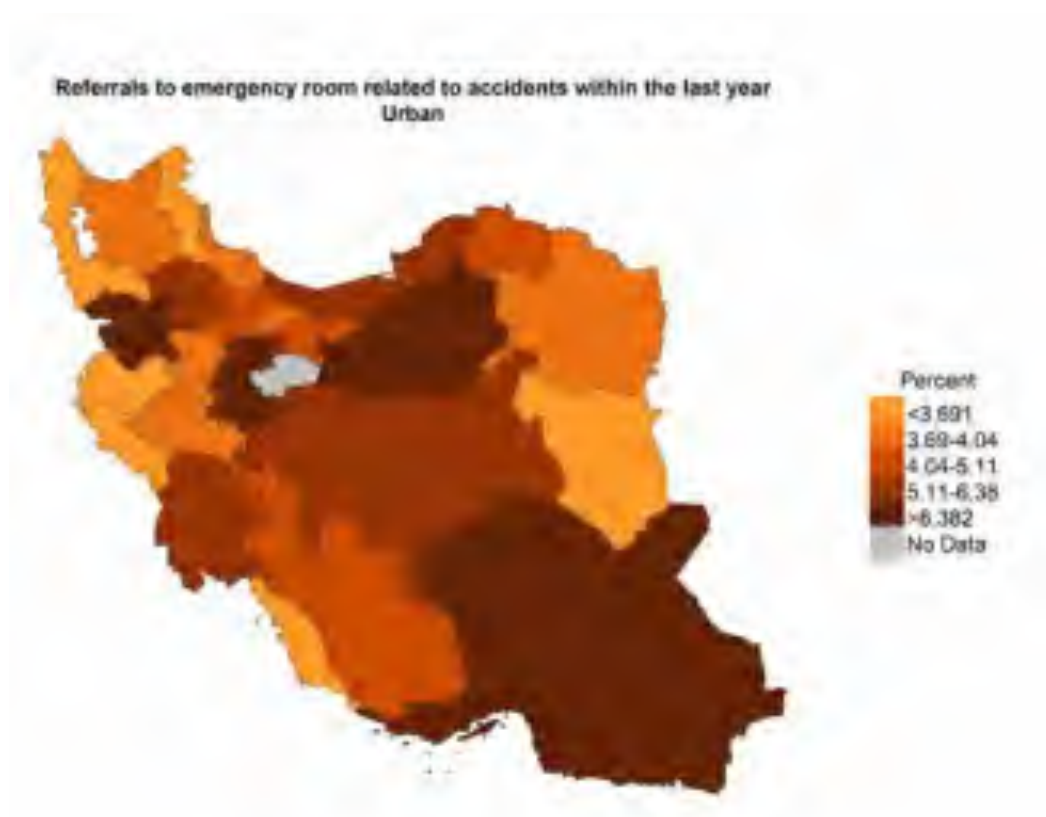 Referrals to emergency room related to accidents within the last year
Urban
Percent
<3.691
3.69-4.04
4.04-5.11
5.11-6.38
>6.382
No Data